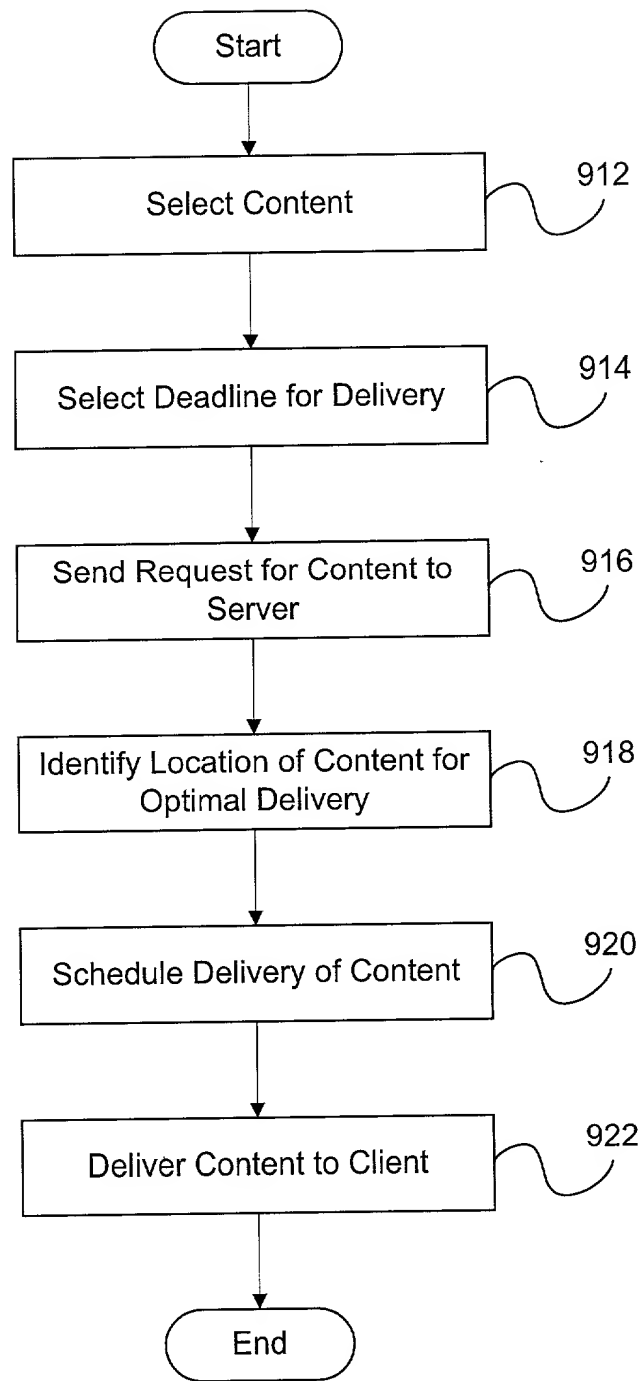 Start
Select Content
912
Select Deadline for Delivery
914
Send Request for Content to
Server
916
Identify Location of Content for
Optimal Delivery
918
Schedule Delivery of Content
920
Deliver Content to Client
922
End